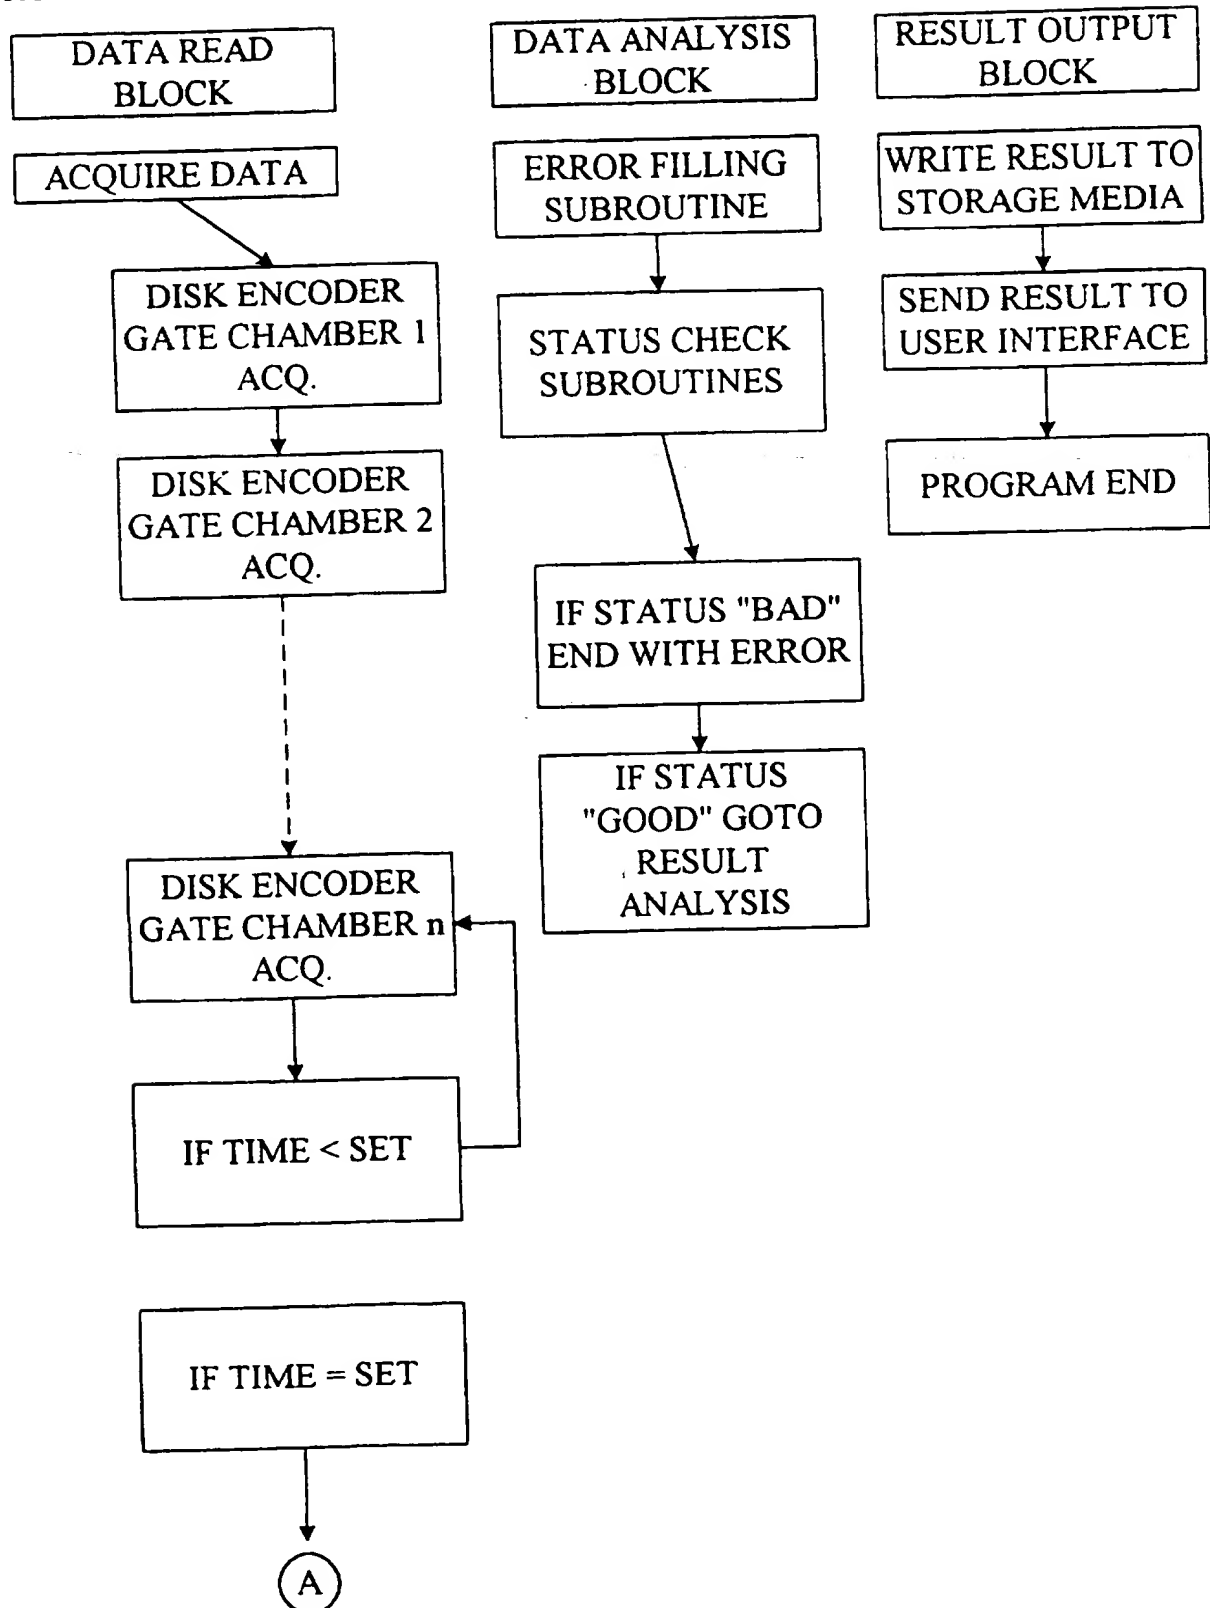 DATA READ
BLOCK
ACQUIRE DATA
DISK ENCODER
GATE CHAMBER 1
ACQ.
DISK ENCODER
GATE CHAMBER 2
ACQ.
DISK ENCODER
GATE CHAMBER n
ACQ.
IF TIME < SET
IF TIME = SET
A
DATA ANALYSIS
BLOCK
ERROR FILLING
SUBROUTINE
STATUS CHECK
SUBROUTINES
IF STATUS "BAD"
END WITH ERROR
IF STATUS
"GOOD" GOTO
RESULT
ANALYSIS
RESULT OUTPUT
BLOCK
WRITE RESULT TO
STORAGE MEDIA
SEND RESULT TO
USER INTERFACE
PROGRAM END